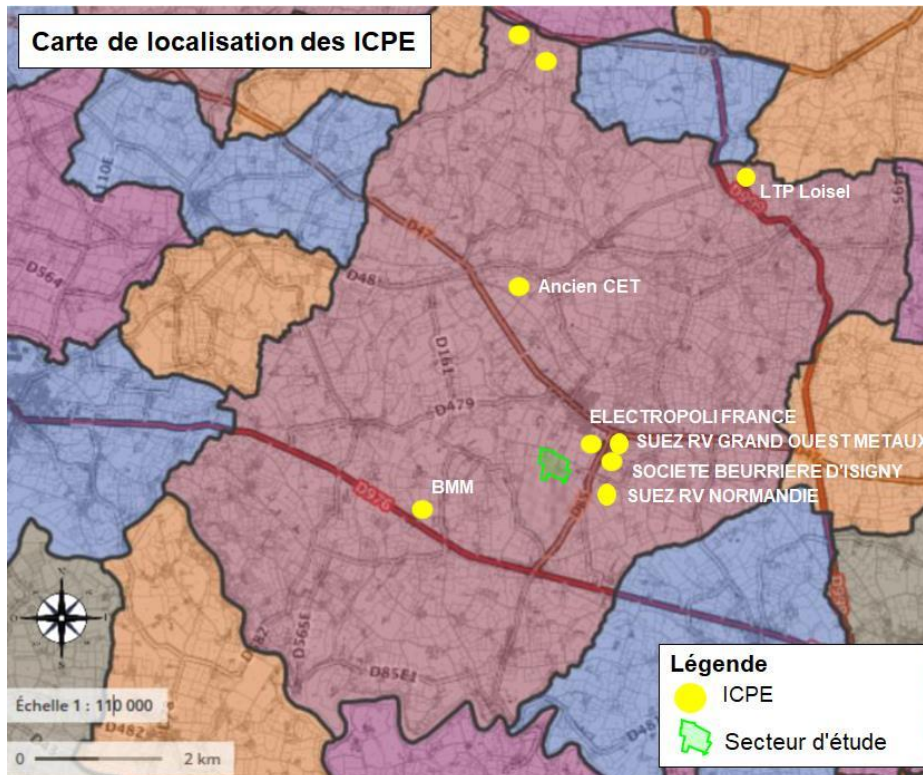 Carte de localisation des ICPE
D110E
LTP Loisel
D564
D47
D48
Ancien CET
D161
D479
ELECTROPOLI FRANCE
SUEZ RV GRAND OUEST METAUX
SOCIETE BEURRIERE D'ISIGNY
SUEZ RV NORMANDIE
BMM
D976
D565E
D85E1
D482
Échelle 1 : 110 000
0 2 km
Légende
ICPE
Secteur d'étude